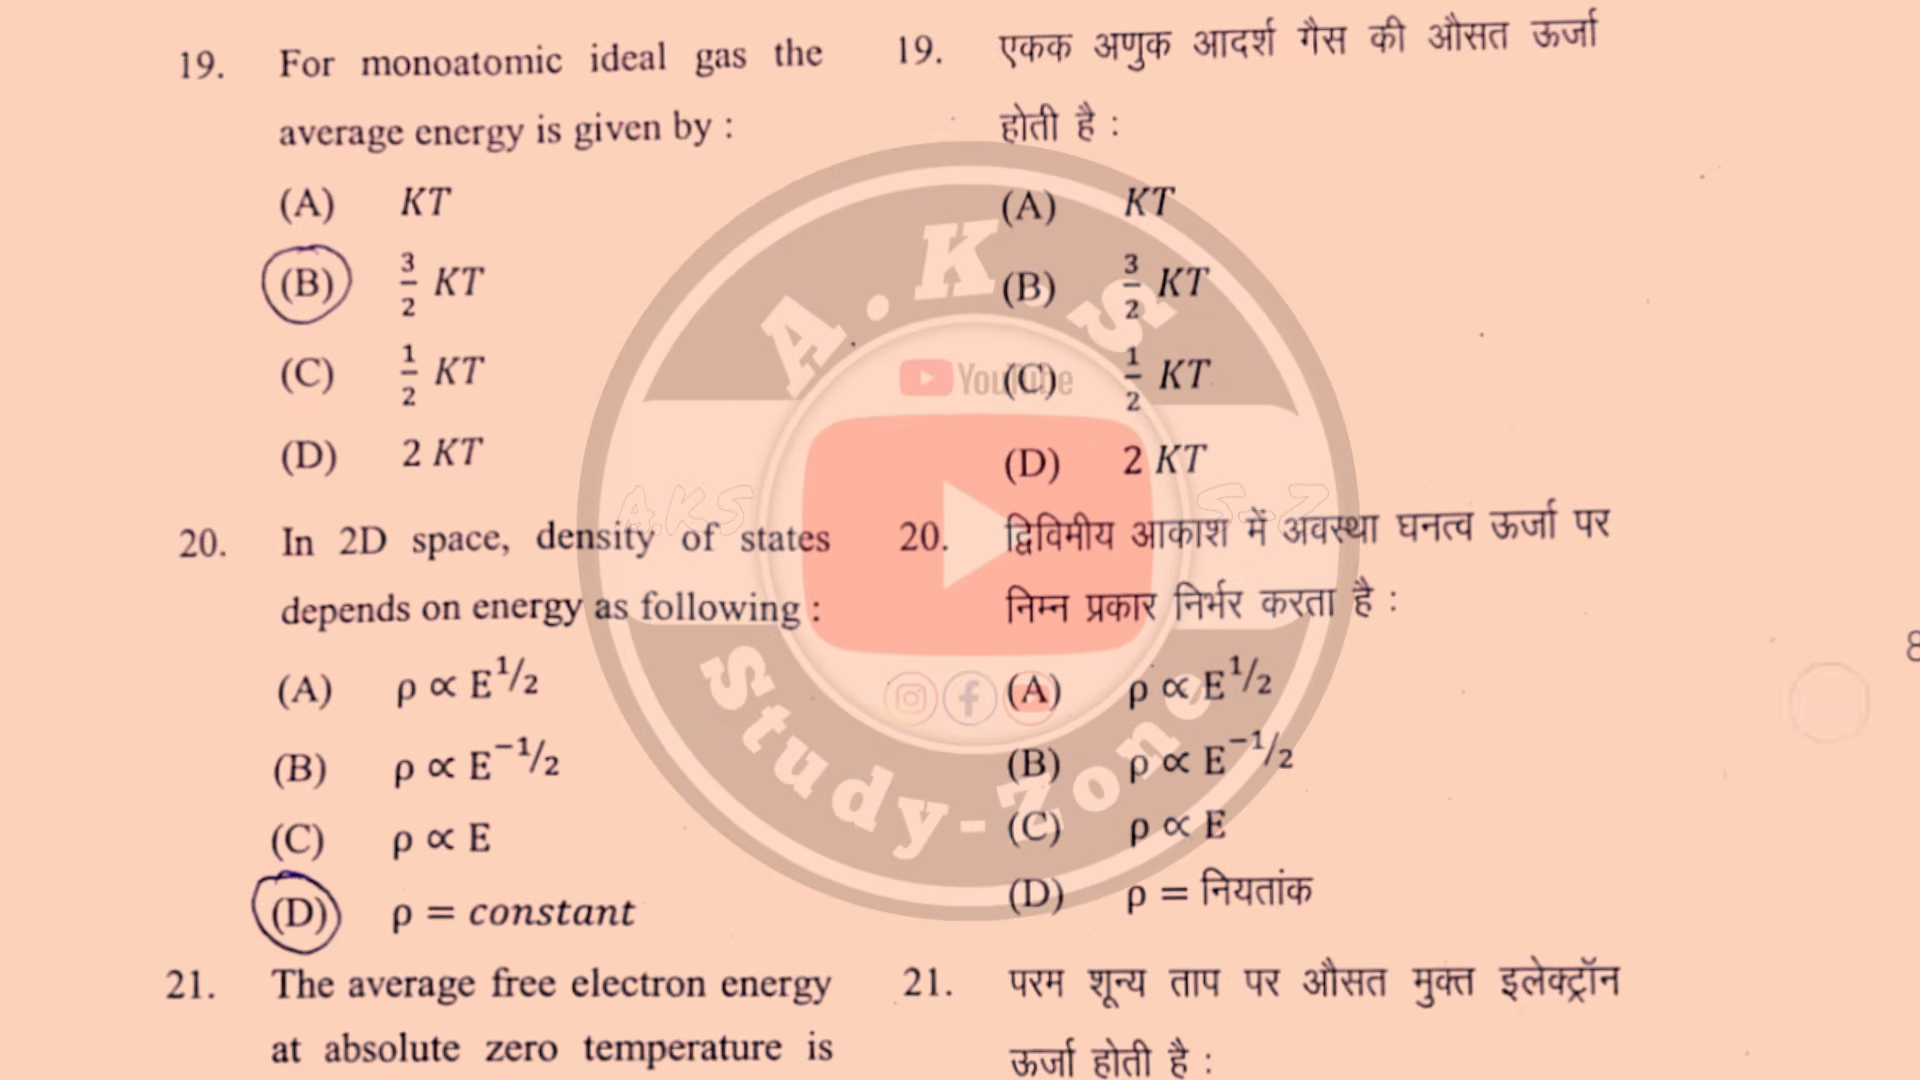 19. For monoatomic ideal gas the
average energy is given by :
(A) KT
(B) 3/2 KT
(C) 1/2 KT
(D) 2 KT
20. In 2D space, density of states
depends on energy as following :
(A) ρ ∝ E^1/2
(B) ρ ∝ E^−1/2
(C) ρ ∝ E
(D) ρ = constant
21. The average free electron energy
at absolute zero temperature is
19. एकक अणुक आदर्श गैस की औसत ऊर्जा
होती है :
(A) KT
(B) 3/2 KT
(C) 1/2 KT
(D) 2 KT
20. द्विविमीय आकाश में अवस्था घनत्व ऊर्जा पर
निम्न प्रकार निर्भर करता है :
(A) ρ ∝ E^1/2
(B) ρ ∝ E^−1/2
(C) ρ ∝ E
(D) ρ = नियतांक
21. परम शून्य ताप पर औसत मुक्त इलेक्ट्रॉन
ऊर्जा होती है :
8
A.K.S
YouTube
A.K.S
S-Z
Study-Zone